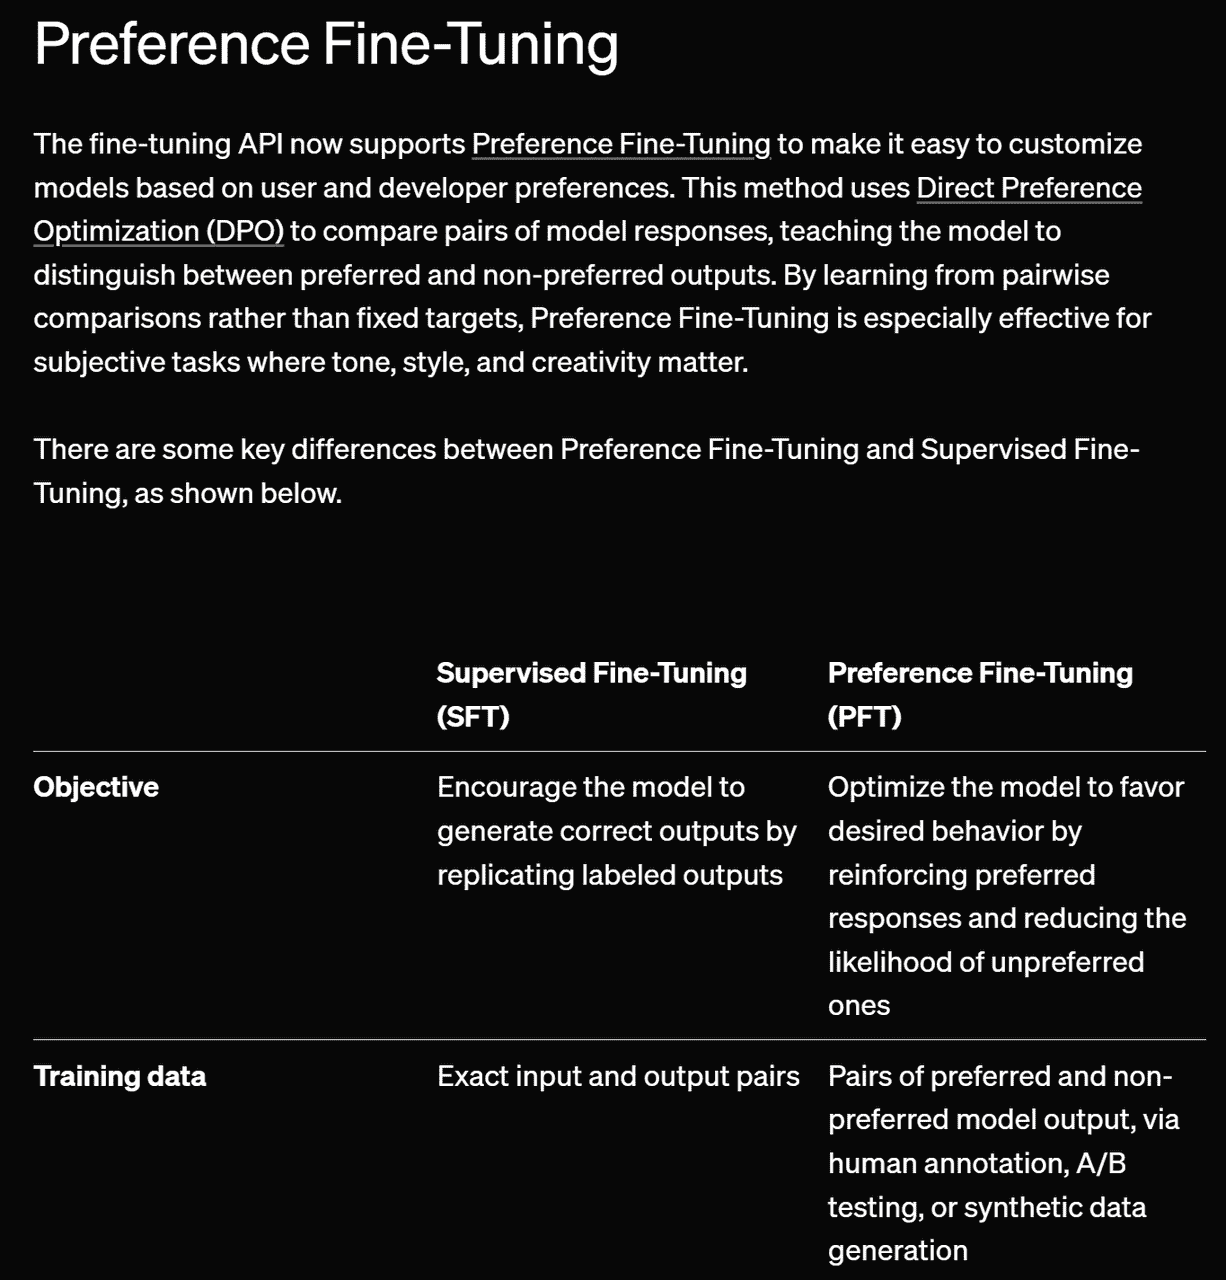 Preference Fine-Tuning
The fine-tuning API now supports Preference Fine-Tuning to make it easy to customize
models based on user and developer preferences. This method uses Direct Preference
Optimization (DPO) to compare pairs of model responses, teaching the model to
distinguish between preferred and non-preferred outputs. By learning from pairwise
comparisons rather than fixed targets, Preference Fine-Tuning is especially effective for
subjective tasks where tone, style, and creativity matter.
There are some key differences between Preference Fine-Tuning and Supervised Fine-
Tuning, as shown below.
Supervised Fine-Tuning
(SFT)
Preference Fine-Tuning
(PFT)
Objective
Encourage the model to
generate correct outputs by
replicating labeled outputs
Optimize the model to favor
desired behavior by
reinforcing preferred
responses and reducing the
likelihood of unpreferred
ones
Training data
Exact input and output pairs
Pairs of preferred and non-
preferred model output, via
human annotation, A/B
testing, or synthetic data
generation